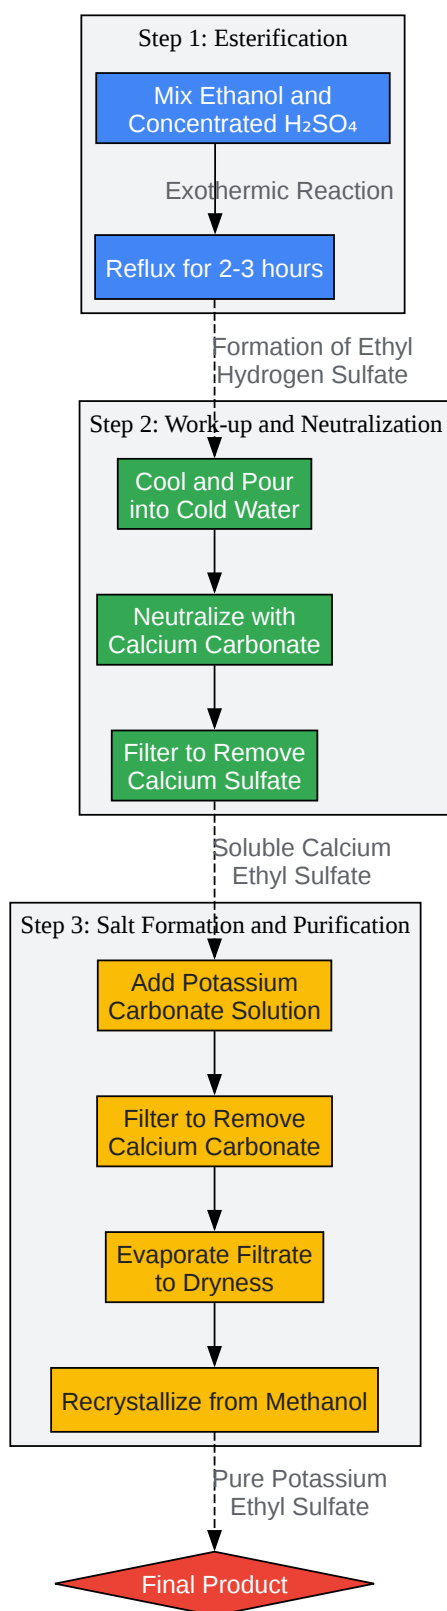 Step 1: Esterification
Mix Ethanol and
Concentrated H₂SO₄
Exothermic Reaction
Reflux for 2-3 hours
Formation of Ethyl
Hydrogen Sulfate
Step 2: Work-up and Neutralization
Cool and Pour
into Cold Water
Neutralize with
Calcium Carbonate
Filter to Remove
Calcium Sulfate
Soluble Calcium
Ethyl Sulfate
Step 3: Salt Formation and Purification
Add Potassium
Carbonate Solution
Filter to Remove
Calcium Carbonate
Evaporate Filtrate
to Dryness
Recrystallize from Methanol
Pure Potassium
Ethyl Sulfate
Final Product